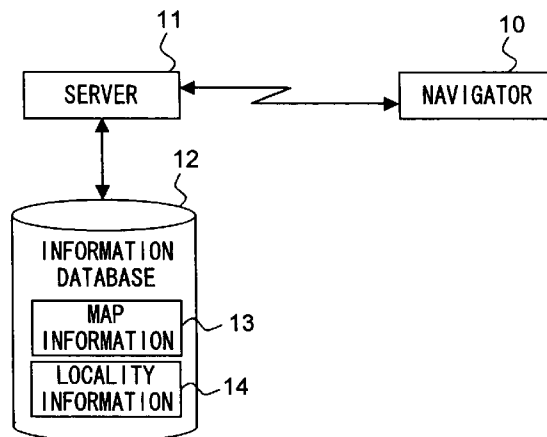 11
10
SERVER
NAVIGATOR
12
INFORMATION
DATABASE
MAP
INFORMATION
13
LOCALITY
INFORMATION
14